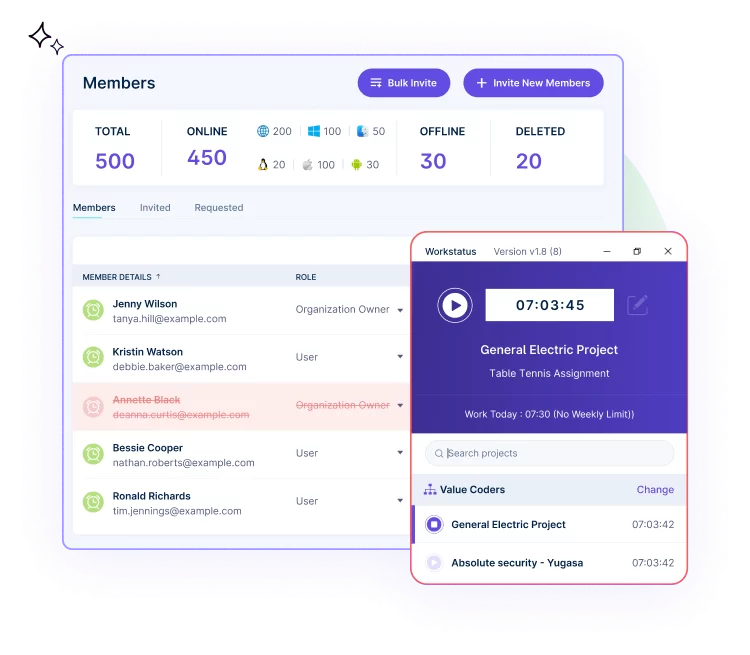 Members
Bulk Invite
Invite New Members
TOTAL
500
ONLINE
450
200
100
50
20
100
30
OFFLINE
30
DELETED
20
Members Invited Requested
MEMBER DETAILS ↑ ROLE
Jenny Wilson
tanya.hill@example.com
Organization Owner
Kristin Watson
debbie.baker@example.com
User
Annette Black
deanna.curtis@example.com
Organization Owner
Bessie Cooper
nathan.roberts@example.com
User
Ronald Richards
tim.jennings@example.com
User
Workstatus Version v1.8 (8)
07:03:45
General Electric Project
Table Tennis Assignment
Work Today : 07:30 (No Weekly Limit))
Search projects
Value Coders Change
General Electric Project 07:03:42
Absolute security - Yugasa 07:03:42